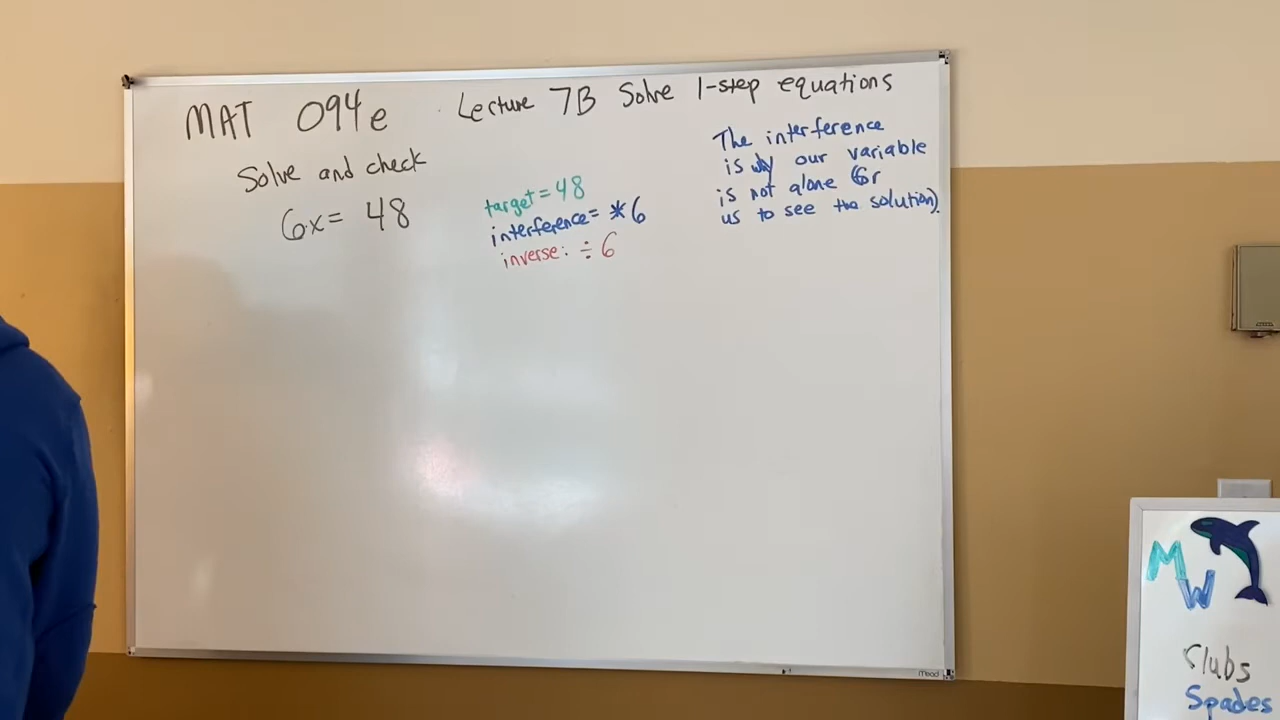 MAT 094e
Lecture 7B Solve 1-step equations
Solve and check
6x = 48
target = 48
interference = * 6
inverse: ÷ 6
The interference
is why our variable
is not alone (for
us to see the solution).
Mead
M
W
Clubs
Spades